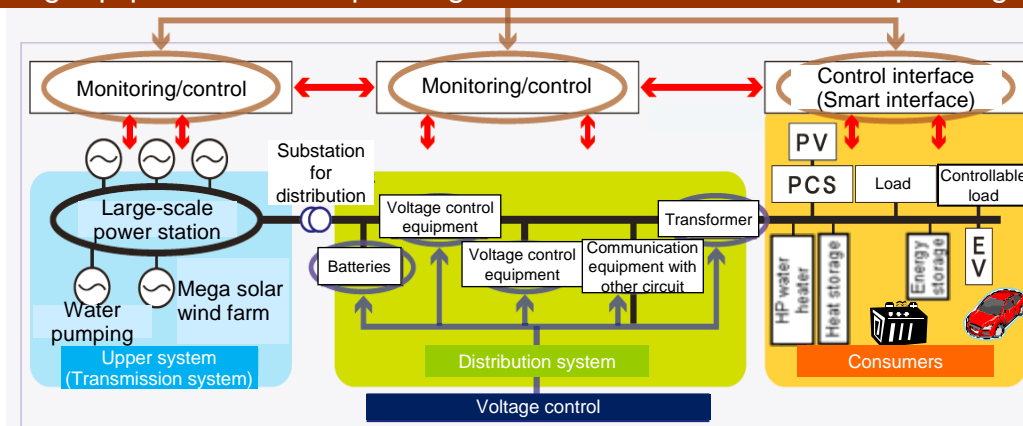 Monitoring/control
Monitoring/control
Control interface
(Smart interface)
Substation
for
distribution
PV
PCS
Load
Controllable
load
Large-scale
power station
Voltage control
equipment
Transformer
Batteries
Voltage control
equipment
Communication
equipment with
other circuit
HP water
heater
Heat storage
Energy
storage
EV
Water
pumping
Mega solar
wind farm
Upper system
(Transmission system)
Distribution system
Consumers
Voltage control